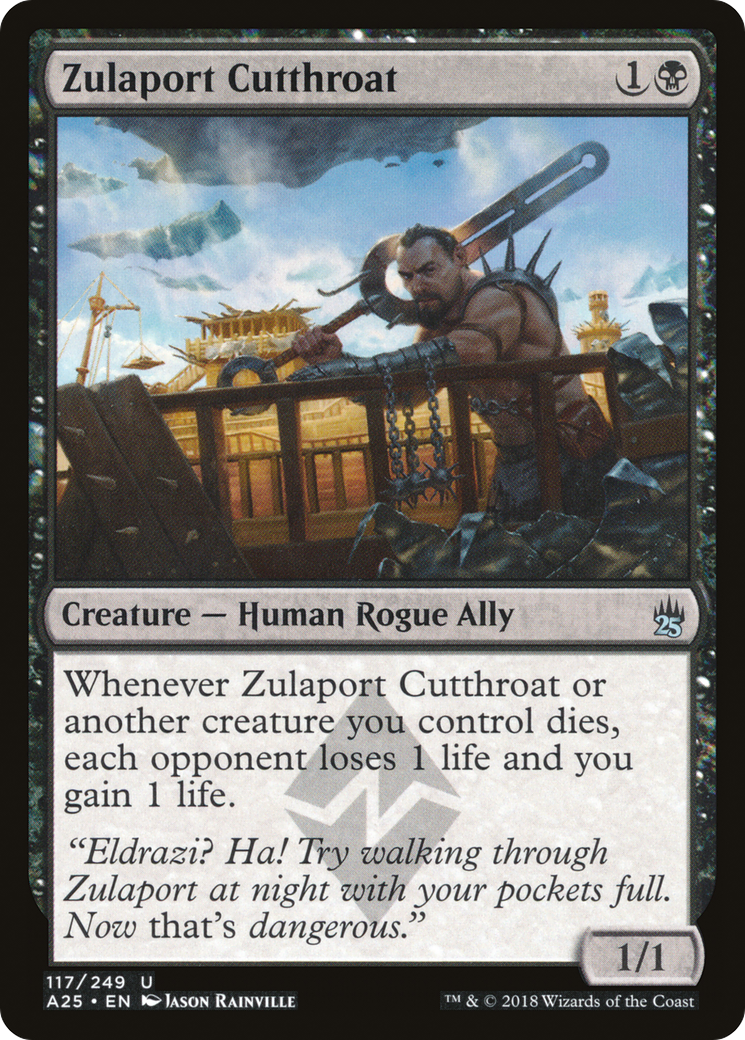 Zulaport Cutthroat 1
Creature — Human Rogue Ally
25
Whenever Zulaport Cutthroat or
another creature you control dies,
each opponent loses 1 life and you
gain 1 life.
“Eldrazi? Ha! Try walking through
Zulaport at night with your pockets full.
Now that’s dangerous.”
1/1
117/249 U
A25 • EN Jason Rainville
™ & © 2018 Wizards of the Coast